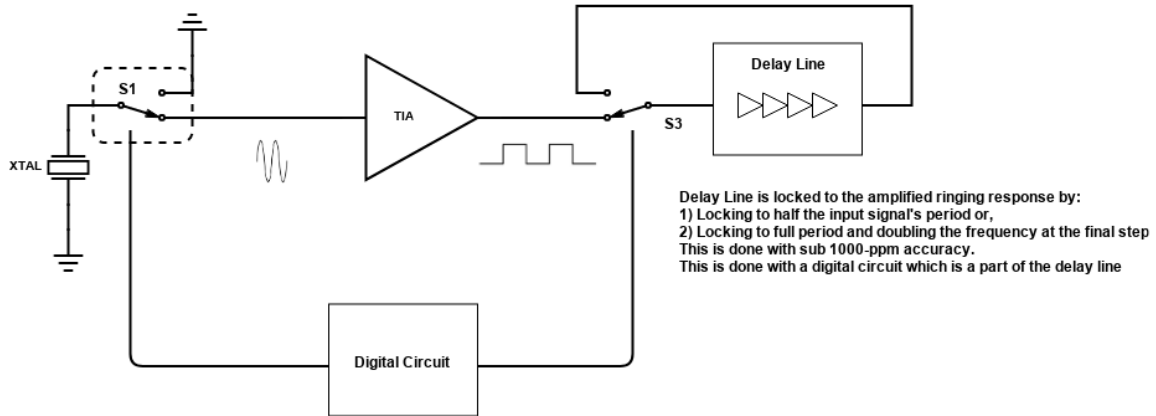 S1
XTAL
TIA
S3
Delay Line
Delay Line is locked to the amplified ringing response by:
1) Locking to half the input signal's period or,
2) Locking to full period and doubling the frequency at the final step
This is done with sub 1000-ppm accuracy.
This is done with a digital circuit which is a part of the delay line
Digital Circuit